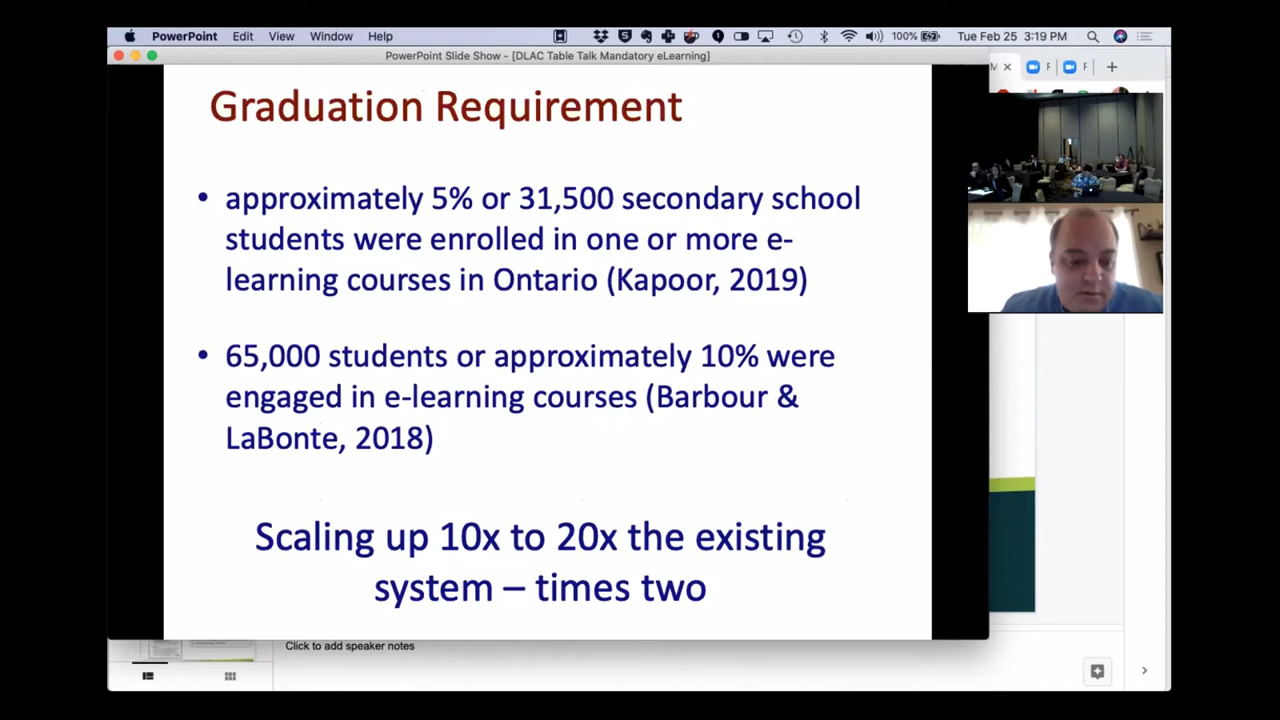 PowerPoint Edit View Window Help 100% Tue Feb 25 3:19 PM
PowerPoint Slide Show - [DLAC Table Talk Mandatory eLearning]
Graduation Requirement
• approximately 5% or 31,500 secondary school
students were enrolled in one or more e-
learning courses in Ontario (Kapoor, 2019)
• 65,000 students or approximately 10% were
engaged in e-learning courses (Barbour &
LaBonte, 2018)
Scaling up 10x to 20x the existing
system – times two
Click to add speaker notes